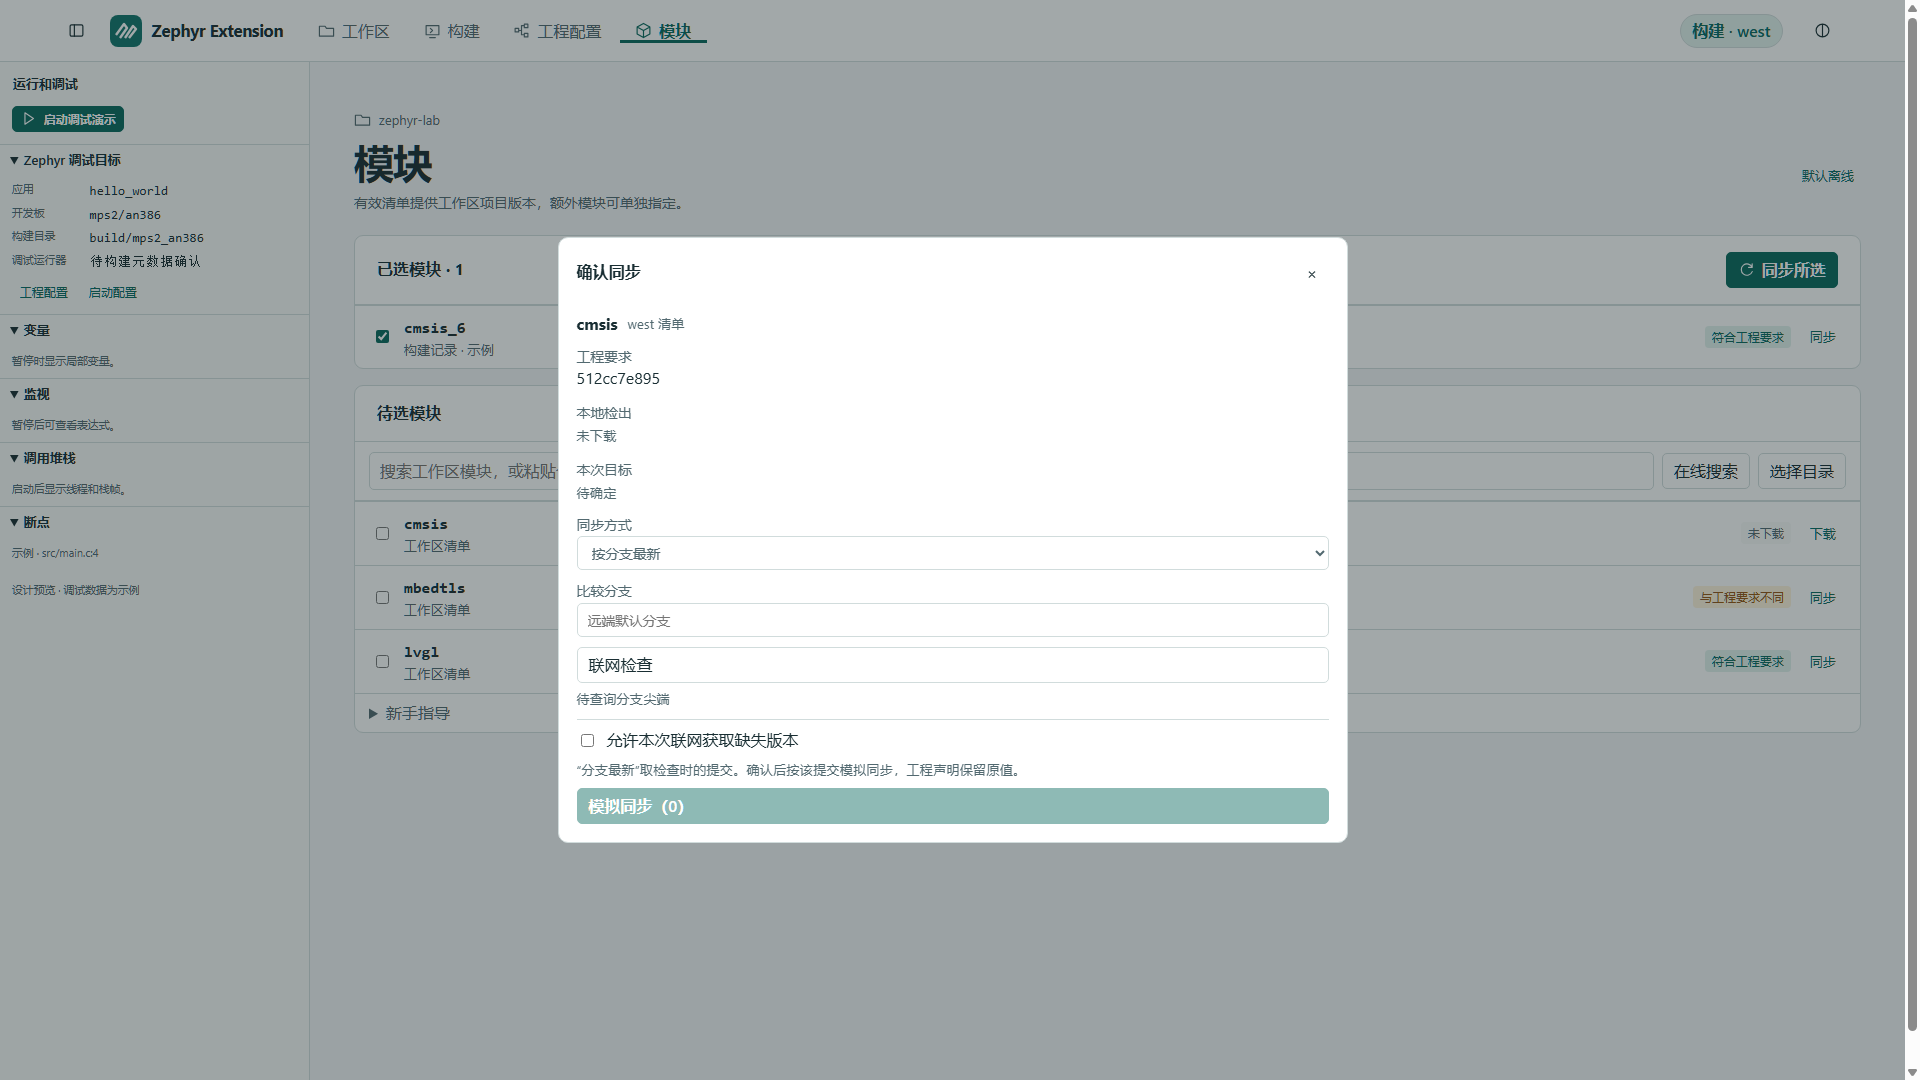 Zephyr Extension
工作区
构建
工程配置
模块
构建 · west
运行和调试
启动调试演示
Zephyr 调试目标
应用 hello_world
开发板 mps2/an386
构建目录 build/mps2_an386
调试运行器 待构建元数据确认
工程配置 启动配置
变量
暂停时显示局部变量。
监视
暂停后可查看表达式。
调用堆栈
启动后显示线程和栈帧。
断点
示例 · src/main.c:4
设计预览 · 调试数据为示例
zephyr-lab
模块
默认离线
有效清单提供工作区项目版本，额外模块可单独指定。
已选模块 · 1
同步所选
cmsis_6
构建记录 · 示例
符合工程要求 同步
待选模块
搜索工作区模块，或粘贴
在线搜索
选择目录
cmsis
工作区清单
未下载 下载
mbedtls
工作区清单
与工程要求不同 同步
lvgl
工作区清单
符合工程要求 同步
新手指导
确认同步
×
cmsis west 清单
工程要求
512cc7e895
本地检出
未下载
本次目标
待确定
同步方式
按分支最新
比较分支
远端默认分支
联网检查
待查询分支尖端
允许本次联网获取缺失版本
“分支最新”取检查时的提交。确认后按该提交模拟同步，工程声明保留原值。
模拟同步（0）